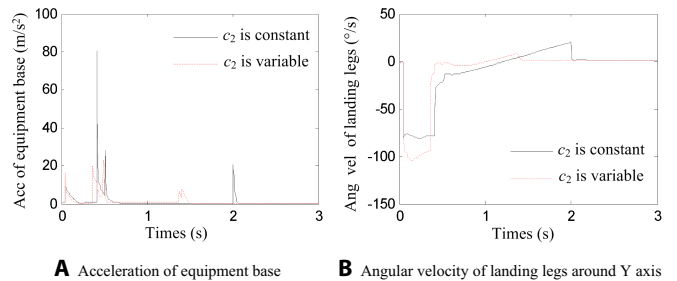 Acc of equipment base (m/s²)
100
80
60
40
20
0
c₂ is constant
c₂ is variable
0 1 2 3
Times (s)
A Acceleration of equipment base
Ang vel of landing legs (°/s)
50
0
-50
-100
-150
c₂ is constant
c₂ is variable
0 1 2 3
Times (s)
B Angular velocity of landing legs around Y axis